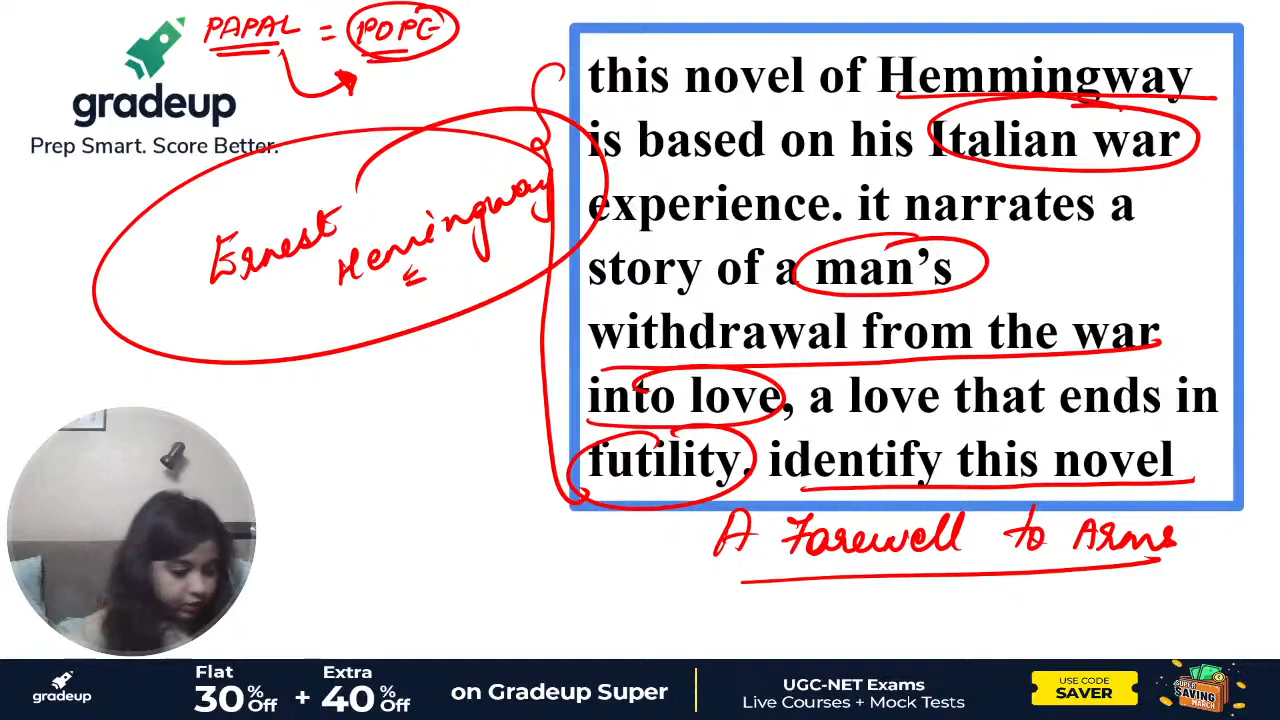 PAPAL = POPE
gradeup
Prep Smart. Score Better.
Ernest
Hemingway
this novel of Hemmingway
is based on his Italian war
experience. it narrates a
story of a man's
withdrawal from the war
into love, a love that ends in
futility. identify this novel
A Farewell to Arms
gradeup
Flat
30% Off
+
Extra
40% Off
on Gradeup Super
UGC-NET Exams
Live Courses + Mock Tests
USE CODE
SAVER
SUPER
SAVING
MARCH